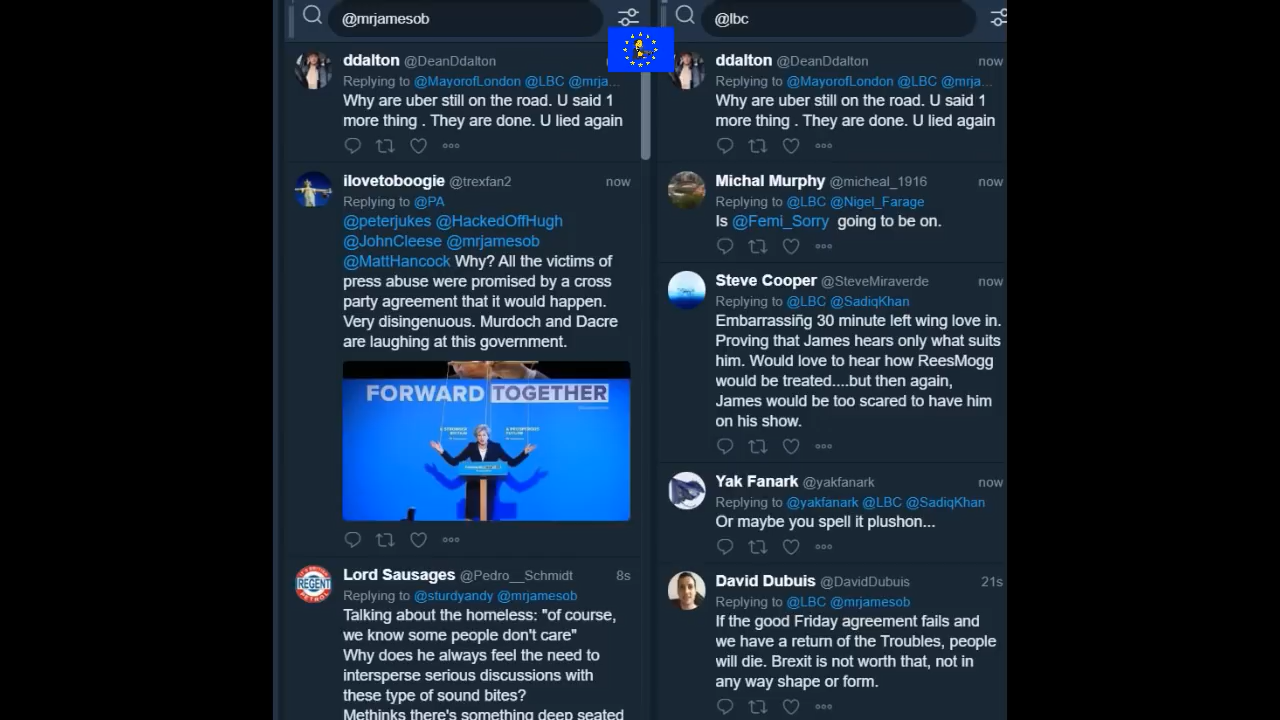 @mrjamesob
ddalton @DeanDdalton
Replying to @MayorofLondon @LBC @mrja...
Why are uber still on the road. U said 1
more thing . They are done. U lied again
ilovetoboogie @trexfan2 now
Replying to @PA
@peterjukes @HackedOffHugh
@JohnCleese @mrjamesob
@MattHancock Why? All the victims of
press abuse were promised by a cross
party agreement that it would happen.
Very disingenuous. Murdoch and Dacre
are laughing at this government.
FORWARD TOGETHER
Lord Sausages @Pedro__Schmidt 8s
Replying to @sturdyandy @mrjamesob
Talking about the homeless: "of course,
we know some people don't care"
Why does he always feel the need to
intersperse serious discussions with
these type of sound bites?
Methinks there's something deep seated
@lbc
ddalton @DeanDdalton now
Replying to @MayorofLondon @LBC @mrja...
Why are uber still on the road. U said 1
more thing . They are done. U lied again
Michal Murphy @micheal_1916 now
Replying to @LBC @Nigel_Farage
Is @Femi_Sorry going to be on.
Steve Cooper @SteveMiraverde now
Replying to @LBC @SadiqKhan
Embarrassiñg 30 minute left wing love in.
Proving that James hears only what suits
him. Would love to hear how ReesMogg
would be treated....but then again,
James would be too scared to have him
on his show.
Yak Fanark @yakfanark now
Replying to @yakfanark @LBC @SadiqKhan
Or maybe you spell it plushon...
David Dubuis @DavidDubuis 21s
Replying to @LBC @mrjamesob
If the good Friday agreement fails and
we have a return of the Troubles, people
will die. Brexit is not worth that, not in
any way shape or form.
REGENT
PETROL